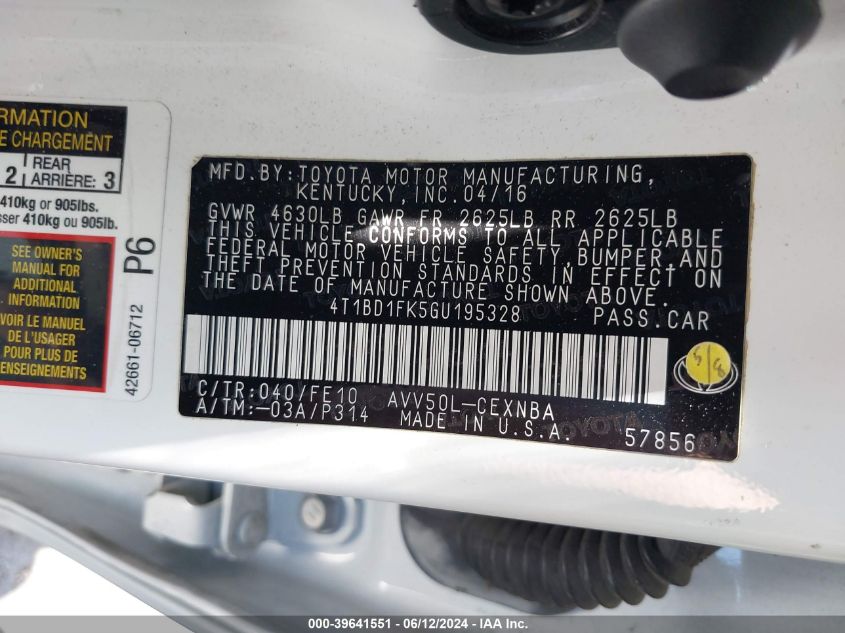 RMATION
E CHARGEMENT
2 REAR ARRIÈRE: 3
410kg or 905lbs.
sser 410kg ou 905lb.
SEE OWNER'S
MANUAL FOR
ADDITIONAL
INFORMATION
VOIR LE MANUEL
DE L'USAGER
POUR PLUS DE
RENSEIGNEMENTS
P6
42661-06712
MFD. BY: TOYOTA MOTOR MANUFACTURING,
KENTUCKY, INC. 04/16
GVWR 4630LB GAWR FR 2625LB RR 2625LB
THIS VEHICLE CONFORMS TO ALL APPLICABLE
FEDERAL MOTOR VEHICLE SAFETY, BUMPER, AND
THEFT PREVENTION STANDARDS IN EFFECT ON
THE DATE OF MANUFACTURE SHOWN ABOVE.
4T1BD1FK5GU195328 PASS.CAR
C/TR: 040/FE10 AVV50L-CEXNBA
A/TM: -03A/P314 MADE IN U.S.A. 57856
000-39641551 - 06/12/2024 - IAA Inc.